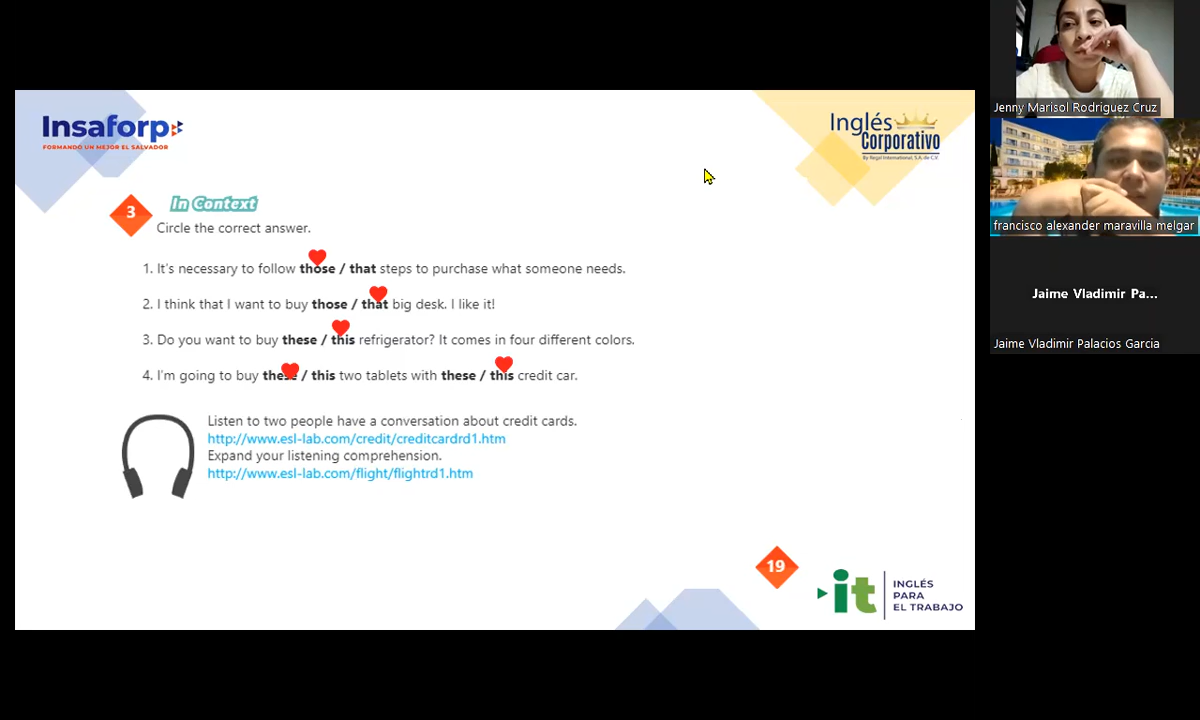 Insaforp
FORMANDO UN MEJOR EL SALVADOR
Inglés
Corporativo
By Regal International, S.A. de C.V.
3
In Context
Circle the correct answer.
1. It's necessary to follow those / that steps to purchase what someone needs.
2. I think that I want to buy those / that big desk. I like it!
3. Do you want to buy these / this refrigerator? It comes in four different colors.
4. I'm going to buy these / this two tablets with these / this credit car.
Listen to two people have a conversation about credit cards.
http://www.esl-lab.com/credit/creditcardrd1.htm
Expand your listening comprehension.
http://www.esl-lab.com/flight/flightrd1.htm
19
it
INGLÉS
PARA
EL TRABAJO
Jenny Marisol Rodriguez Cruz
francisco alexander maravilla melgar
Jaime Vladimir Pa...
Jaime Vladimir Palacios Garcia